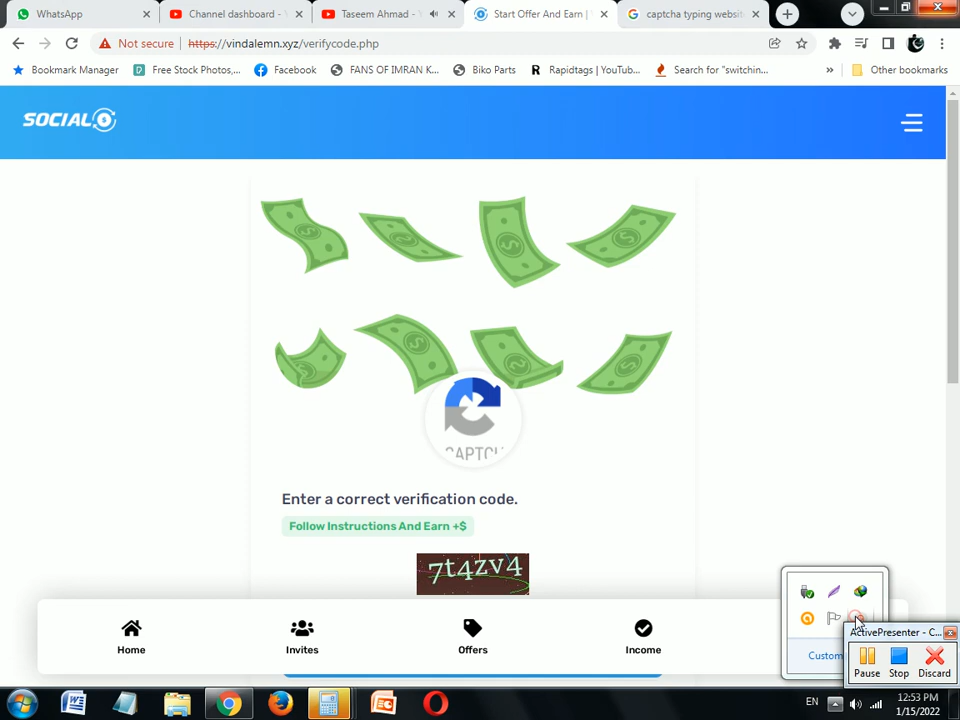 WhatsApp
Channel dashboard - Y
Taseem Ahmad -
Start Offer And Earn |
captcha typing website
Not secure
https://vindalemn.xyz/verifycode.php
Bookmark Manager
Free Stock Photos,...
Facebook
FANS OF IMRAN K...
Biko Parts
Rapidtags | YouTub...
Search for "switchin...
»
Other bookmarks
SOCIAL
CAPTCH
Enter a correct verification code.
Follow Instructions And Earn +$
7t4zv4
Home
Invites
Offers
Income
Custom
ActivePresenter - C...
Pause
Stop
Discard
EN
12:53 PM
1/15/2022